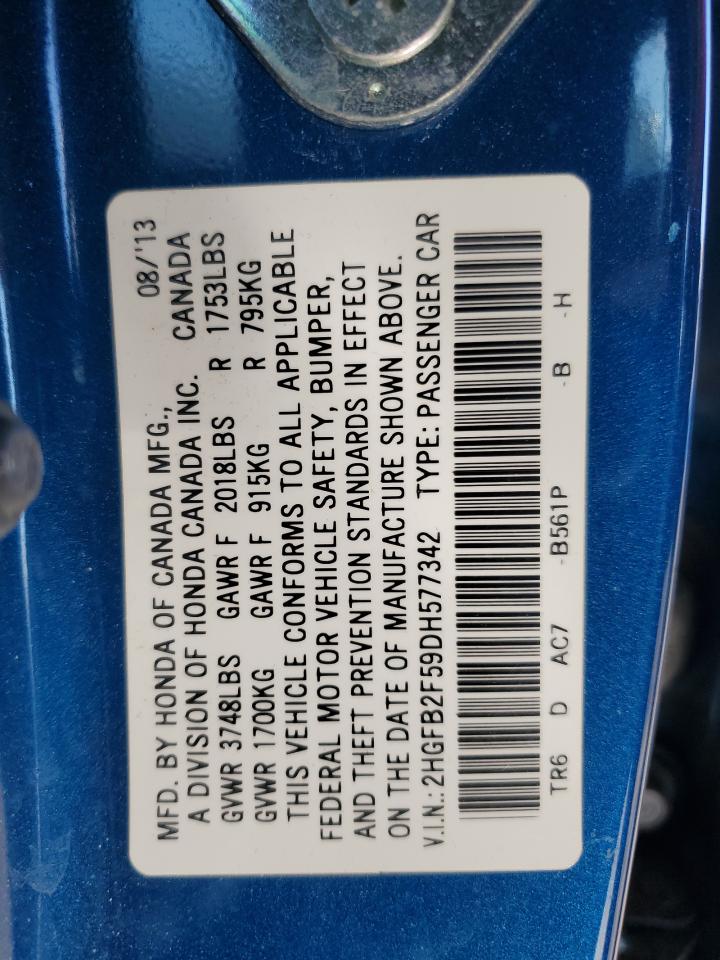 08/'13
MFD. BY HONDA OF CANADA MFG.,
A DIVISION OF HONDA CANADA INC. CANADA
GVWR 3748LBS GAWR F 2018LBS R 1753LBS
GVWR 1700KG GAWR F 915KG R 795KG
THIS VEHICLE CONFORMS TO ALL APPLICABLE
FEDERAL MOTOR VEHICLE SAFETY, BUMPER,
AND THEFT PREVENTION STANDARDS IN EFFECT
ON THE DATE OF MANUFACTURE SHOWN ABOVE.
V.I.N.: 2HGFB2F59DH577342 TYPE: PASSENGER CAR
TR6 D AC7 -B561P -B -H